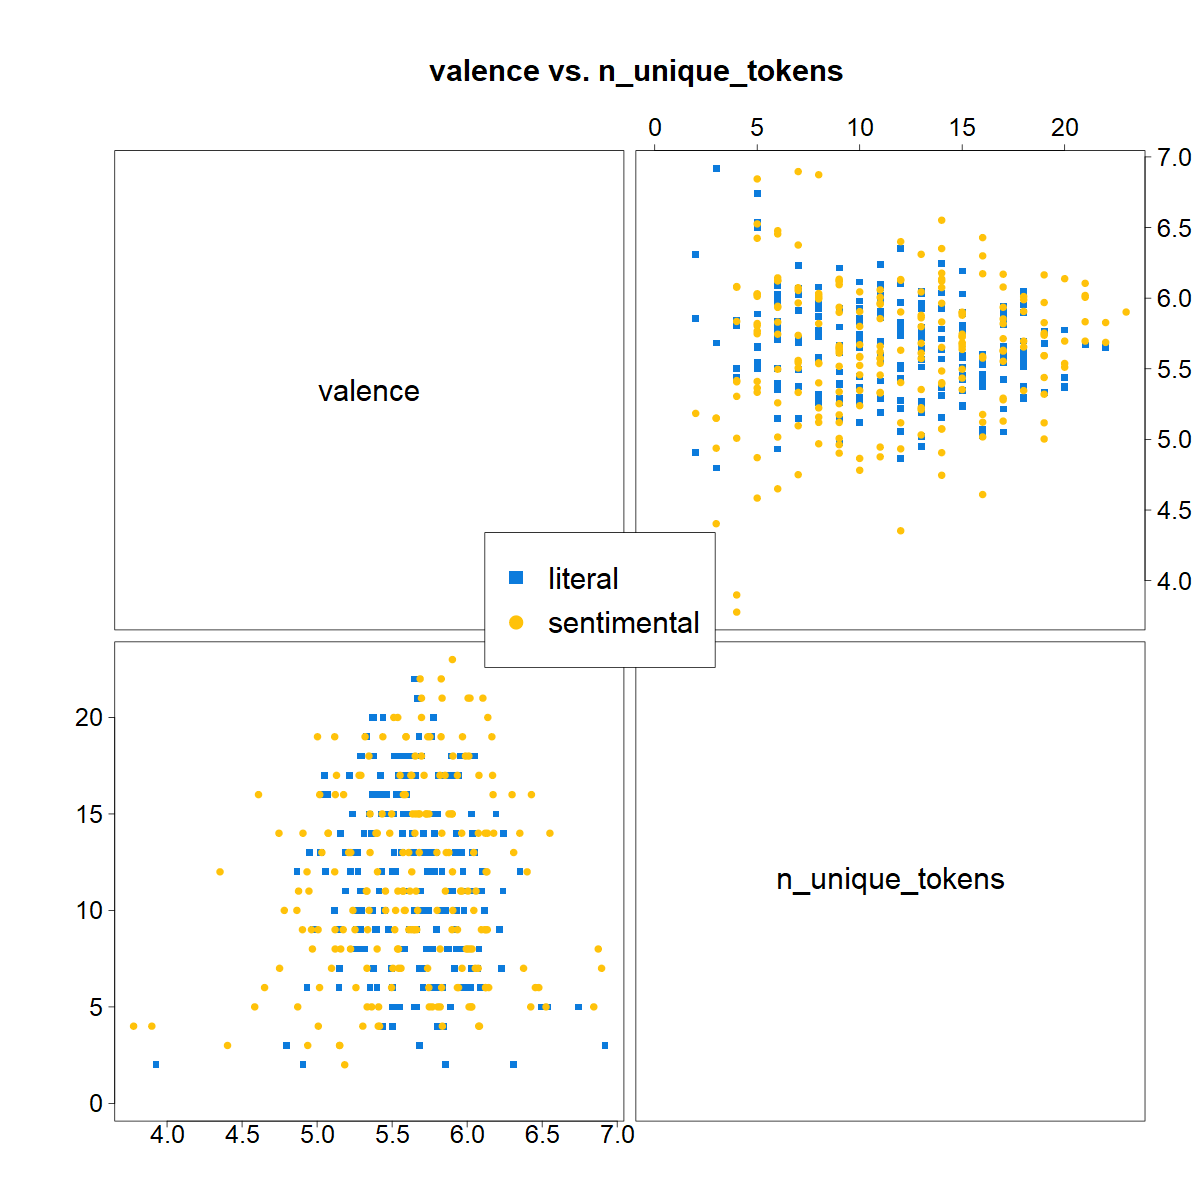 valence vs. n_unique_tokens
0 5 10 15 20
valence
7.0
6.5
6.0
5.5
5.0
4.5
4.0
literal
sentimental
20
15
10
5
0
n_unique_tokens
4.0 4.5 5.0 5.5 6.0 6.5 7.0